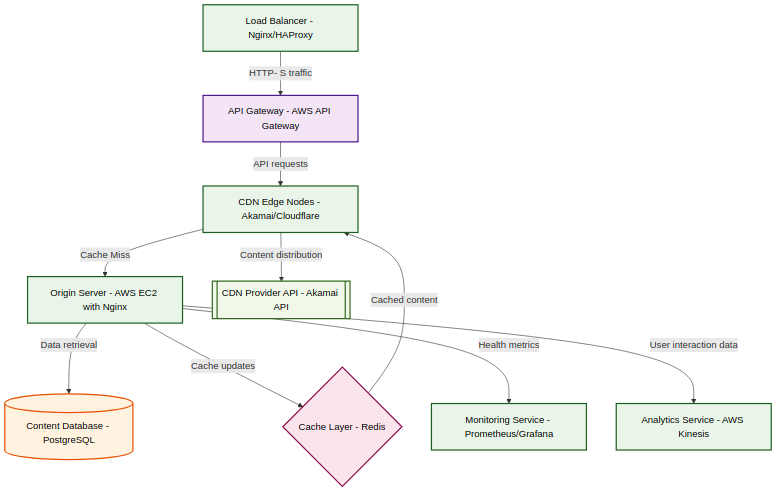 Load Balancer -
Nginx/HAProxy
HTTP- S traffic
API Gateway - AWS API
Gateway
API requests
CDN Edge Nodes -
Akamai/Cloudflare
Cache Miss
Content distribution
Origin Server - AWS EC2
with Nginx
CDN Provider API - Akamai
API
Cached content
Data retrieval
Cache updates
Health metrics
User interaction data
Content Database -
PostgreSQL
Cache Layer - Redis
Monitoring Service -
Prometheus/Grafana
Analytics Service - AWS
Kinesis